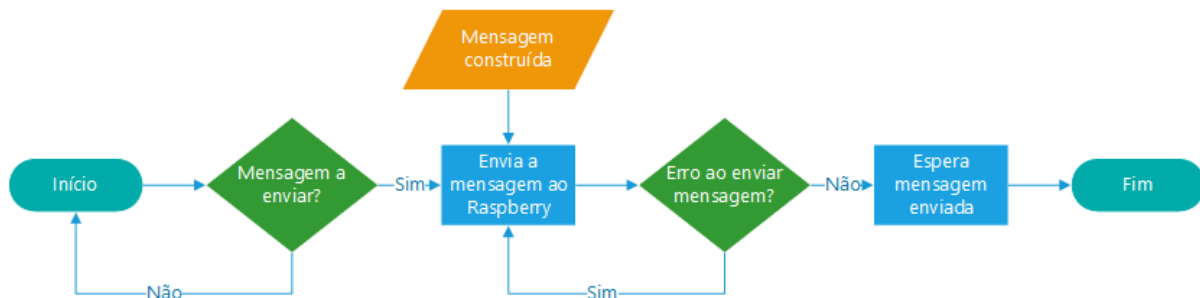 Mensagem
construída
Início
Mensagem a
enviar?
Sim
Envia a
mensagem ao
Raspberry
Erro ao enviar
mensagem?
Não
Espera
mensagem
enviada
Fim
Não
Sim